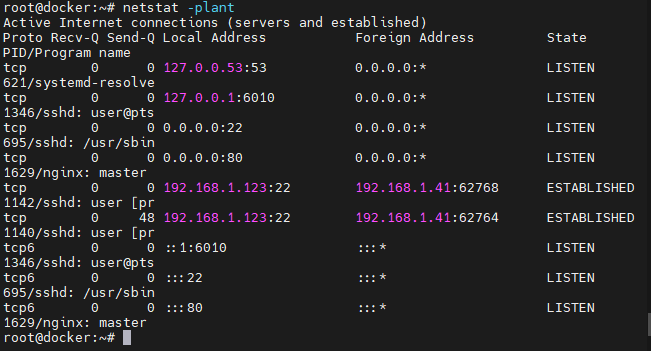 root@docker:~# netstat -plant
Active Internet connections (servers and established)
Proto Recv-Q Send-Q Local Address           Foreign Address         State
PID/Program name
tcp        0      0 127.0.0.53:53           0.0.0.0:*               LISTEN
621/systemd-resolve
tcp        0      0 127.0.0.1:6010          0.0.0.0:*               LISTEN
1346/sshd: user@pts
tcp        0      0 0.0.0.0:22              0.0.0.0:*               LISTEN
695/sshd: /usr/sbin
tcp        0      0 0.0.0.0:80              0.0.0.0:*               LISTEN
1629/nginx: master
tcp        0      0 192.168.1.123:22        192.168.1.41:62768      ESTABLISHED
1142/sshd: user [pr
tcp        0     48 192.168.1.123:22        192.168.1.41:62764      ESTABLISHED
1140/sshd: user [pr
tcp6       0      0 ::1:6010                :::*                    LISTEN
1346/sshd: user@pts
tcp6       0      0 :::22                   :::*                    LISTEN
695/sshd: /usr/sbin
tcp6       0      0 :::80                   :::*                    LISTEN
1629/nginx: master
root@docker:~#